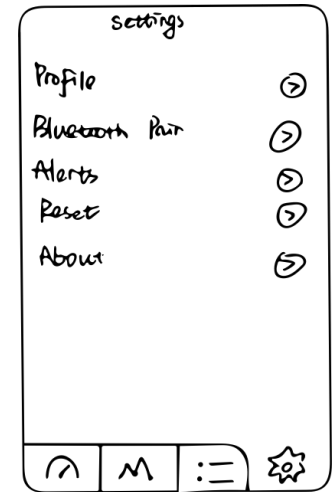 Settings
Profile
Bluetooth Pair
Alerts
Reset
About